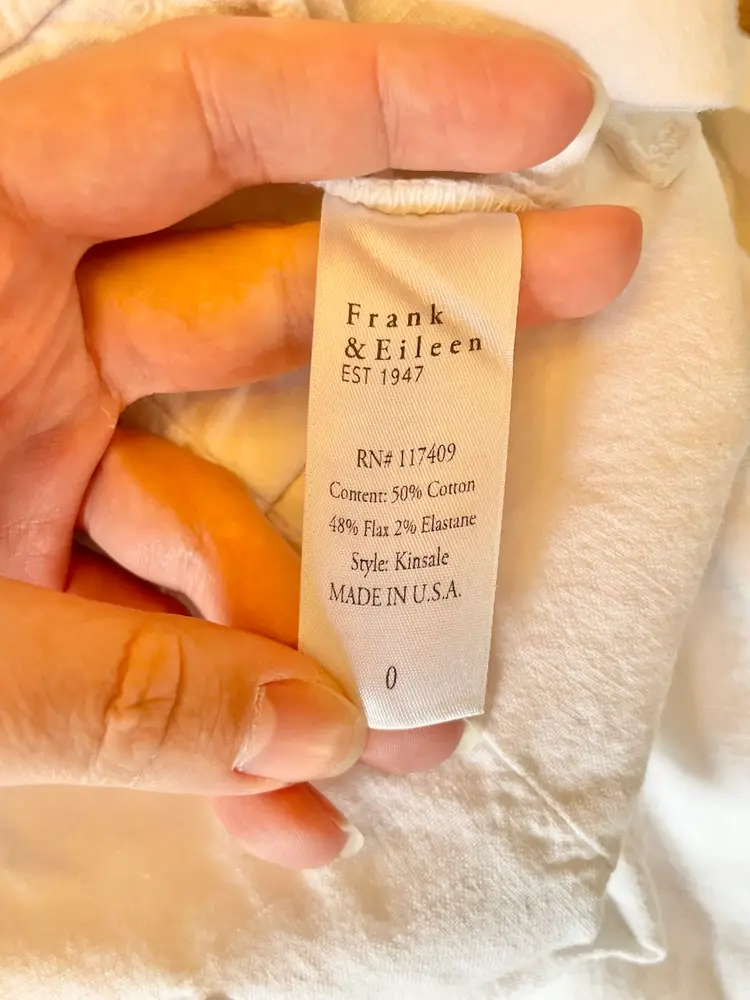 Frank
& Eileen
EST 1947
RN# 117409
Content: 50% Cotton
48% Flax 2% Elastane
Style: Kinsale
MADE IN U.S.A.
0